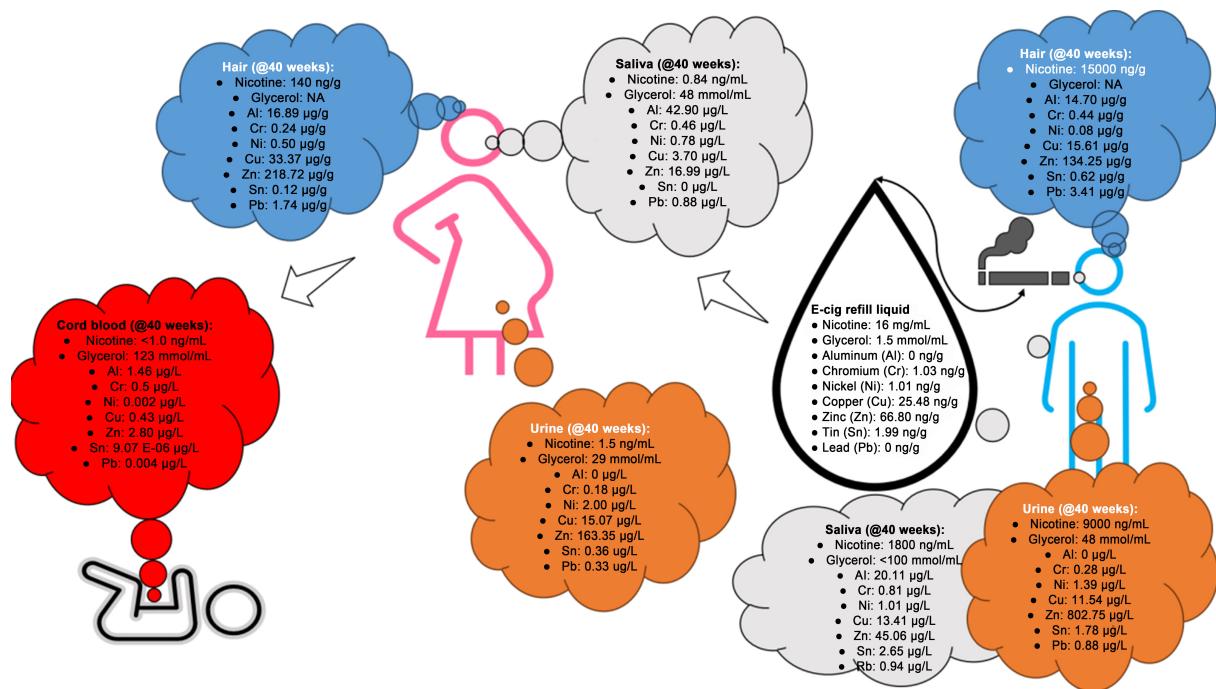 Hair (@40 weeks):
● Nicotine: 140 ng/g
● Glycerol: NA
● Al: 16.89 µg/g
● Cr: 0.24 µg/g
● Ni: 0.50 µg/g
● Cu: 33.37 µg/g
● Zn: 218.72 µg/g
● Sn: 0.12 µg/g
● Pb: 1.74 µg/g
Saliva (@40 weeks):
● Nicotine: 0.84 ng/mL
● Glycerol: 48 mmol/mL
● Al: 42.90 µg/L
● Cr: 0.46 µg/L
● Ni: 0.78 µg/L
● Cu: 3.70 µg/L
● Zn: 16.99 µg/L
● Sn: 0 µg/L
● Pb: 0.88 µg/L
Hair (@40 weeks):
● Nicotine: 15000 ng/g
● Glycerol: NA
● Al: 14.70 µg/g
● Cr: 0.44 µg/g
● Ni: 0.08 µg/g
● Cu: 15.61 µg/g
● Zn: 134.25 µg/g
● Sn: 0.62 µg/g
● Pb: 3.41 µg/g
Cord blood (@40 weeks):
● Nicotine: <1.0 ng/mL
● Glycerol: 123 mmol/mL
● Al: 1.46 µg/L
● Cr: 0.5 µg/L
● Ni: 0.002 µg/L
● Cu: 0.43 µg/L
● Zn: 2.80 µg/L
● Sn: 9.07 E-06 µg/L
● Pb: 0.004 µg/L
E-cig refill liquid
● Nicotine: 16 mg/mL
● Glycerol: 1.5 mmol/mL
● Aluminum (Al): 0 ng/g
● Chromium (Cr): 1.03 ng/g
● Nickel (Ni): 1.01 ng/g
● Copper (Cu): 25.48 ng/g
● Zinc (Zn): 66.80 ng/g
● Tin (Sn): 1.99 ng/g
● Lead (Pb): 0 ng/g
Urine (@40 weeks):
● Nicotine: 1.5 ng/mL
● Glycerol: 29 mmol/mL
● Al: 0 µg/L
● Cr: 0.18 µg/L
● Ni: 2.00 µg/L
● Cu: 15.07 µg/L
● Zn: 163.35 µg/L
● Sn: 0.36 ug/L
● Pb: 0.33 ug/L
Saliva (@40 weeks):
● Nicotine: 1800 ng/mL
● Glycerol: <100 mmol/mL
● Al: 20.11 µg/L
● Cr: 0.81 µg/L
● Ni: 1.01 µg/L
● Cu: 13.41 µg/L
● Zn: 45.06 µg/L
● Sn: 2.65 µg/L
● Rb: 0.94 µg/L
Urine (@40 weeks):
● Nicotine: 9000 ng/mL
● Glycerol: 48 mmol/mL
● Al: 0 µg/L
● Cr: 0.28 µg/L
● Ni: 1.39 µg/L
● Cu: 11.54 µg/L
● Zn: 802.75 µg/L
● Sn: 1.78 µg/L
● Pb: 0.88 µg/L